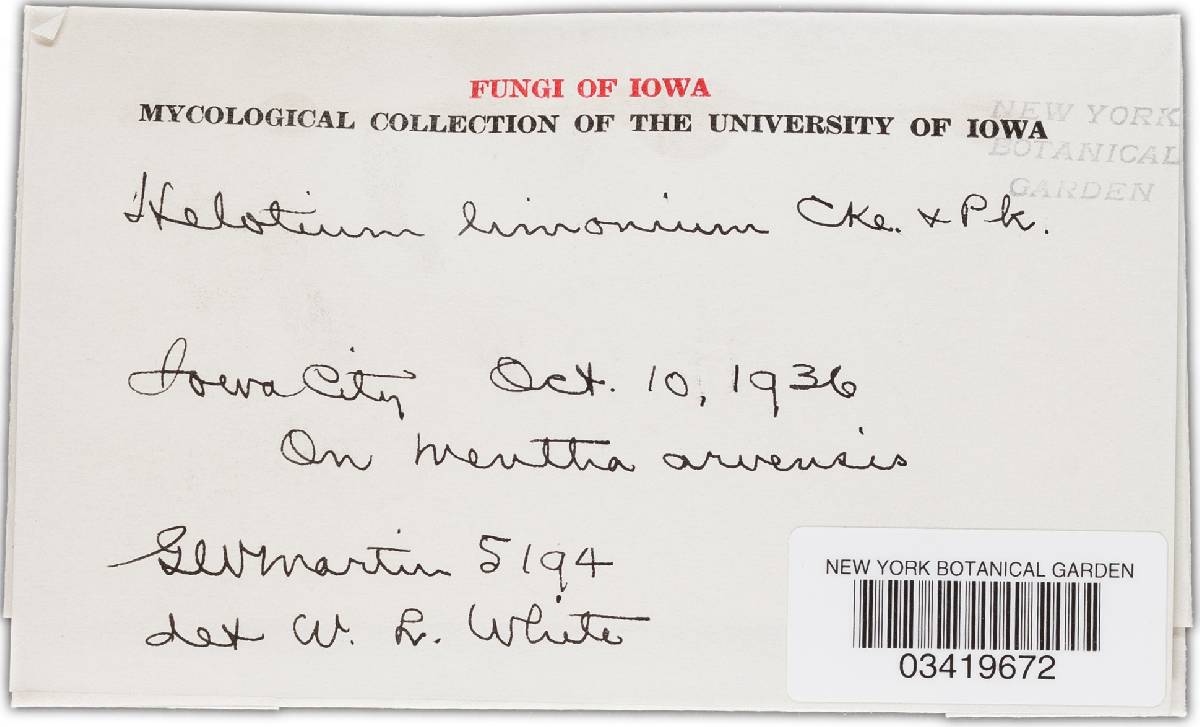 FUNGI OF IOWA
MYCOLOGICAL COLLECTION OF THE UNIVERSITY OF IOWA
NEW YORK
BOTANICAL
GARDEN
Helotium limonium Cke. & Pk.
Iowa City Oct. 10, 1936
On Mentha arvensis
GW Martin 5194
det W. L. White
NEW YORK BOTANICAL GARDEN
03419672